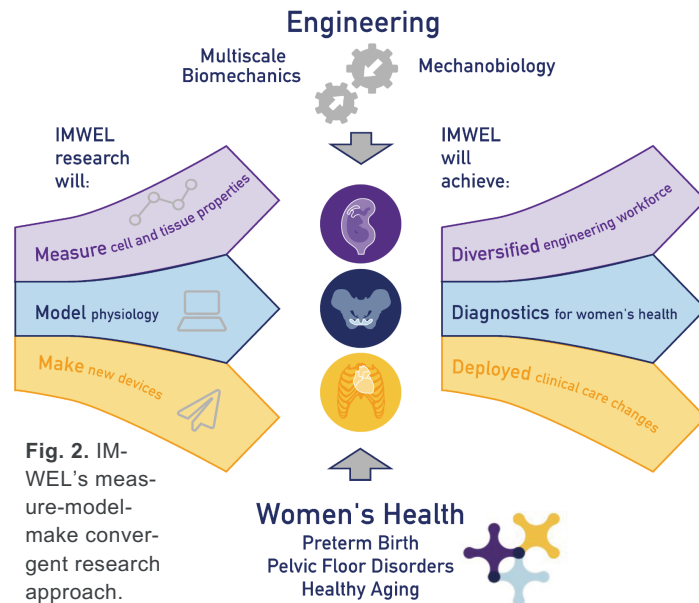 Engineering
Multiscale
Biomechanics
Mechanobiology
IMWEL
research
will:
Measure cell and tissue properties
Model physiology
Make new devices
IMWEL
will
achieve:
Diversified engineering workforce
Diagnostics for women's health
Deployed clinical care changes
Fig. 2. IM-
WEL’s meas-
ure-model-
make conver-
gent research
approach.
Women's Health
Preterm Birth
Pelvic Floor Disorders
Healthy Aging